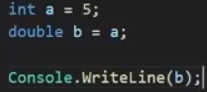 int a = 5;
double b = a;
Console.WriteLine(b);